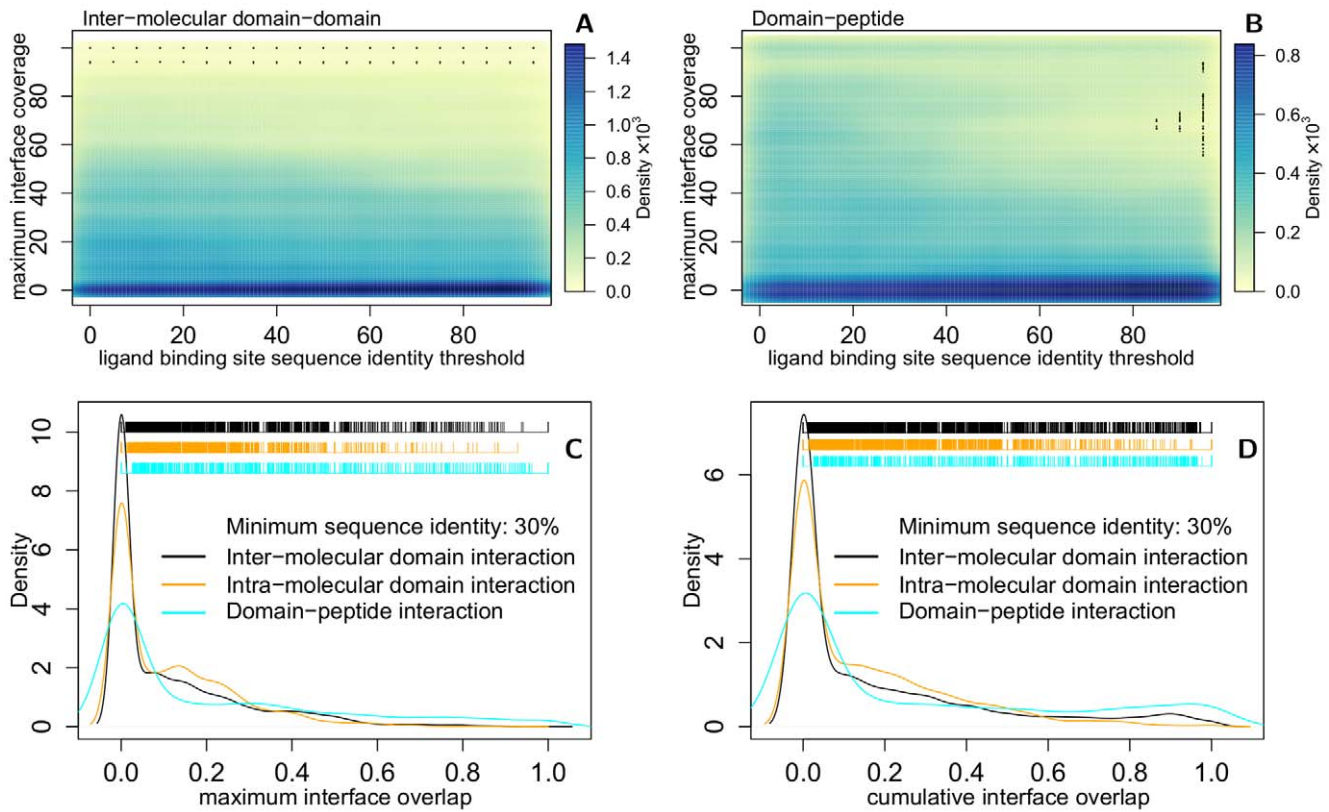 Inter−molecular domain−domain
A
maximum interface coverage
0 20 40 60 80
0 20 40 60 80
ligand binding site sequence identity threshold
0.0 0.2 0.4 0.6 0.8 1.0 1.2 1.4
Density ×10³
Domain−peptide
B
maximum interface coverage
0 20 40 60 80
0 20 40 60 80
ligand binding site sequence identity threshold
0.0 0.2 0.4 0.6 0.8
Density ×10³
C
Density
0 2 4 6 8 10
Minimum sequence identity: 30%
Inter−molecular domain interaction
Intra−molecular domain interaction
Domain−peptide interaction
0.0 0.2 0.4 0.6 0.8 1.0
maximum interface overlap
D
Density
0 2 4 6
Minimum sequence identity: 30%
Inter−molecular domain interaction
Intra−molecular domain interaction
Domain−peptide interaction
0.0 0.2 0.4 0.6 0.8 1.0
cumulative interface overlap